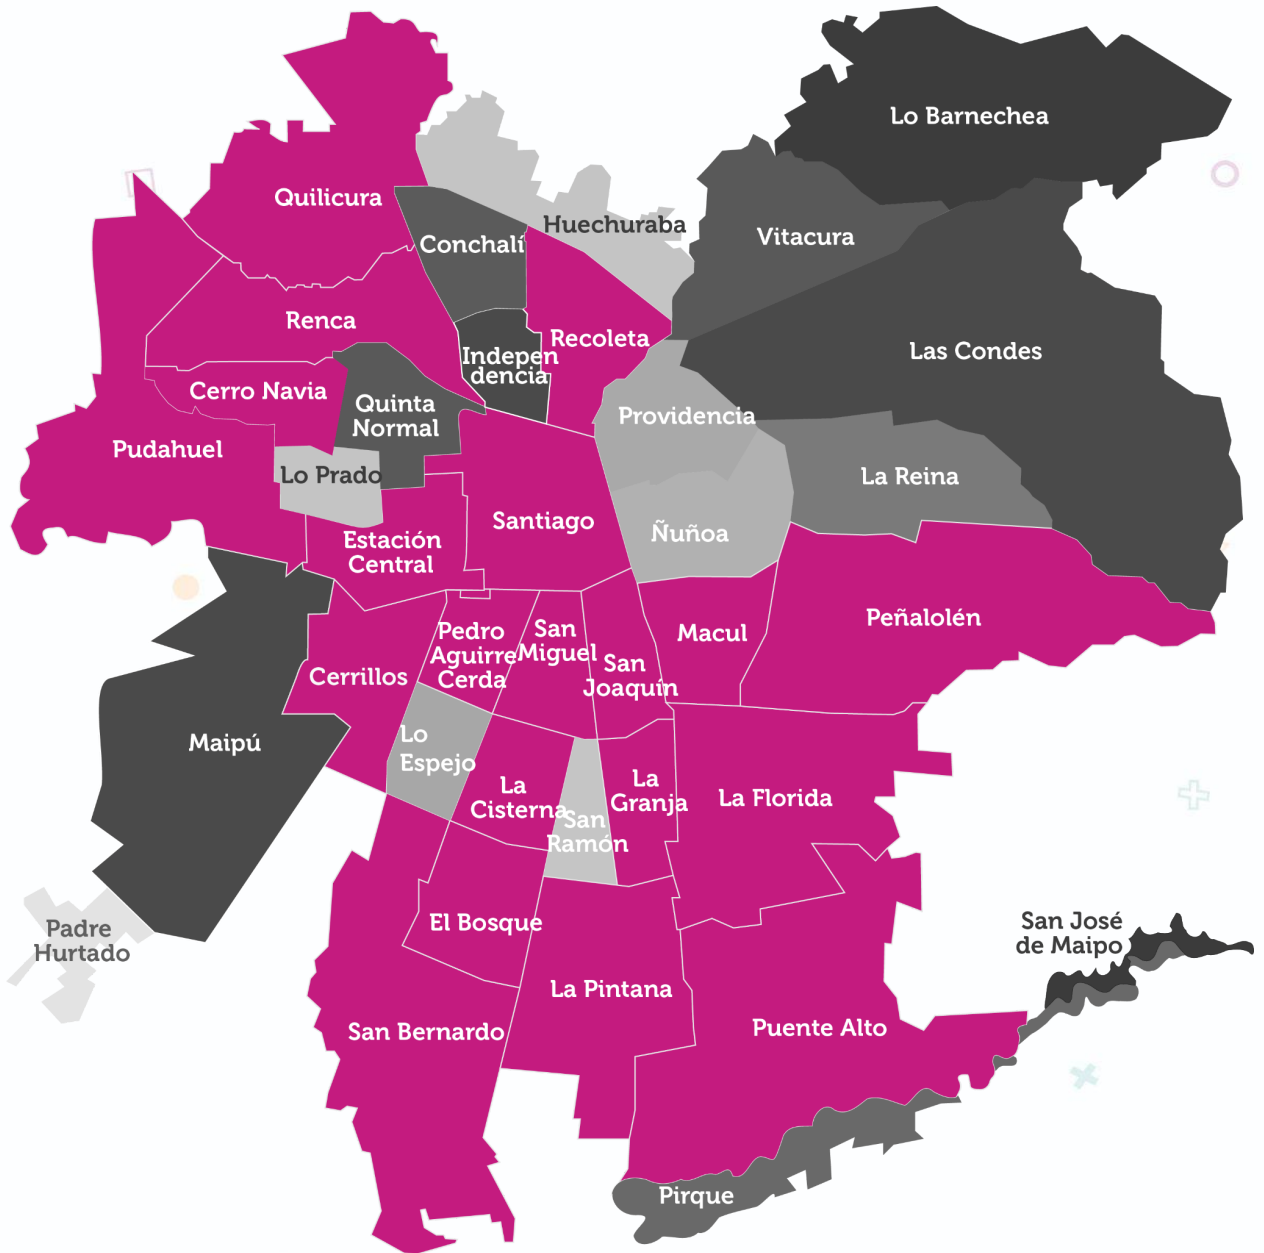 Lo Barnechea
Quilicura
Huechuraba
Vitacura
Conchalí
Renca
Recoleta
Las Condes
Indepen
dencia
Cerro Navia
Quinta
Normal
Providencia
Pudahuel
Lo Prado
La Reina
Santiago
Ñuñoa
Estación
Central
Peñalolén
Pedro
Aguirre
Cerda
San
Miguel
Macul
San
Joaquín
Cerrillos
Lo
Espejo
Maipú
La
Cisterna
La
Granja
La Florida
San
Ramón
Padre
Hurtado
El Bosque
San José
de Maipo
La Pintana
San Bernardo
Puente Alto
Pirque